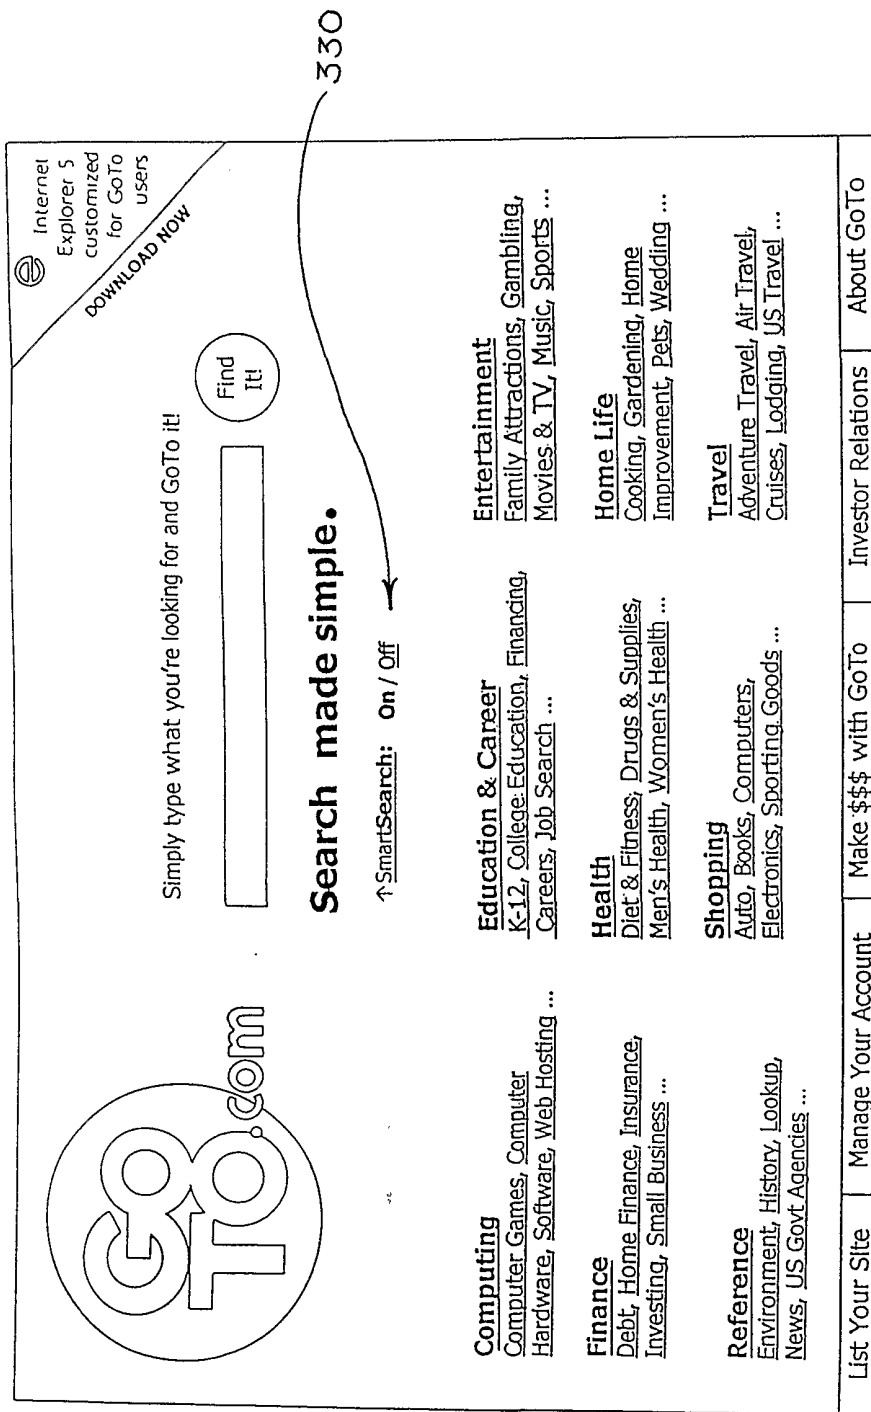 330
GoTo.com
Internet
Explorer 5
customized
for GoTo
users
DOWNLOAD NOW
Simply type what you're looking for and GoTo it!
Find
It!
Search made simple.
↑SmartSearch: On / Off
Computing
Computer Games, Computer
Hardware, Software, Web Hosting ...
Education & Career
K-12, College Education, Financing,
Careers, Job Search ...
Entertainment
Family Attractions, Gambling,
Movies & TV, Music, Sports ...
Finance
Debt, Home Finance, Insurance,
Investing, Small Business ...
Health
Diet & Fitness, Drugs & Supplies,
Men's Health, Women's Health ...
Home Life
Cooking, Gardening, Home
Improvement, Pets, Wedding ...
Reference
Environment, History, Lookup,
News, US Govt Agencies ...
Shopping
Auto, Books, Computers,
Electronics, Sporting Goods ...
Travel
Adventure Travel, Air Travel,
Cruises, Lodging, US Travel ...
List Your Site | Manage Your Account | Make $$$ with GoTo | Investor Relations | About GoTo